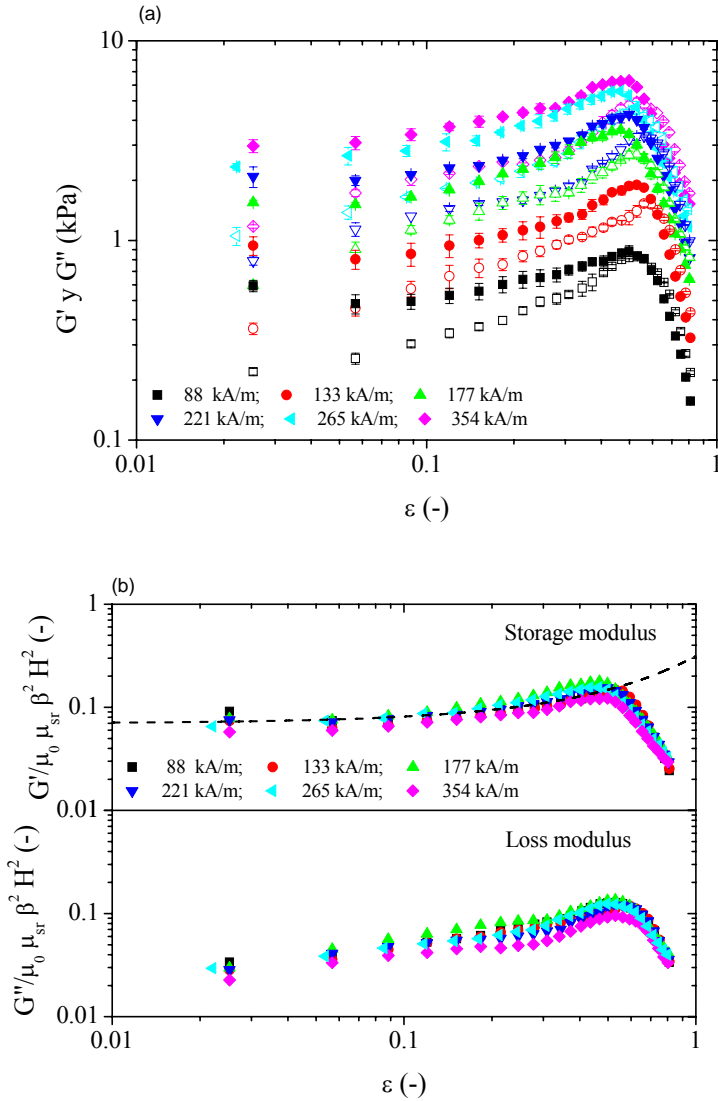 (a)
10
1
0.1
G' y G'' (kPa)
88 kA/m; 133 kA/m; 177 kA/m
221 kA/m; 265 kA/m; 354 kA/m
0.01 0.1 1
ε (-)
(b)
1
0.1
0.01
G'/μ₀ μₛᵣ β² H² (-)
Storage modulus
88 kA/m; 133 kA/m; 177 kA/m
221 kA/m; 265 kA/m; 354 kA/m
0.1
0.01
G''/μ₀ μₛᵣ β² H² (-)
Loss modulus
0.01 0.1 1
ε (-)